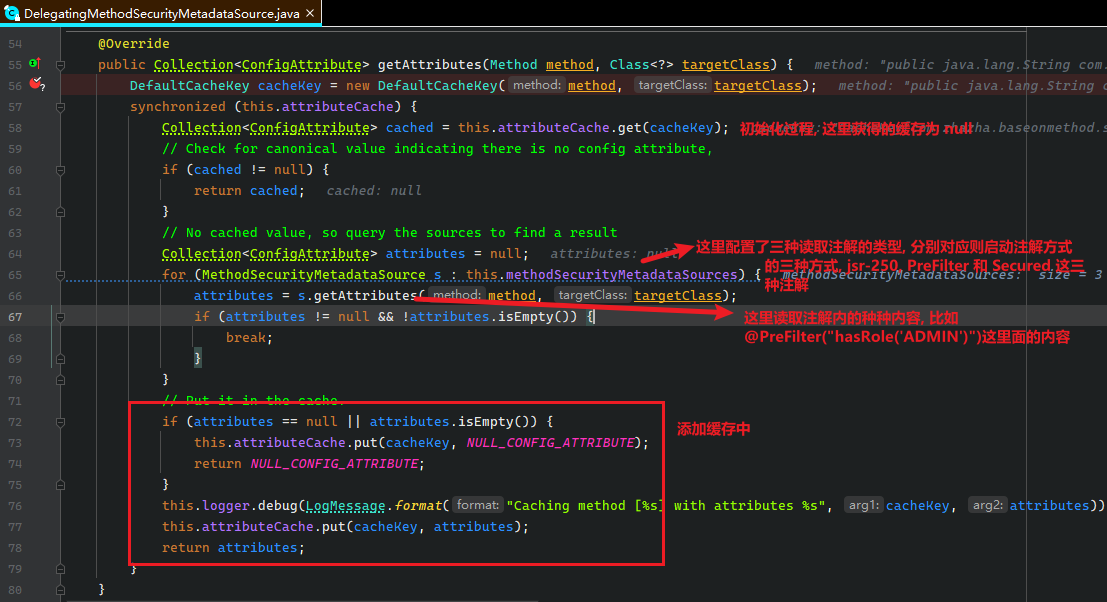 DelegatingMethodSecurityMetadataSource.java ×
54 @Override
55 public Collection<ConfigAttribute> getAttributes(Method method, Class<?> targetClass) { method: "public java.lang.String com.
56 DefaultCacheKey cacheKey = new DefaultCacheKey( method: method, targetClass: targetClass); method: "public java.lang.String c
57 synchronized (this.attributeCache) {
58 Collection<ConfigAttribute> cached = this.attributeCache.get(cacheKey); 初始化过程, 这里获得的缓存为 null
59 // Check for canonical value indicating there is no config attribute,
60 if (cached != null) {
61 return cached; cached: null
62 }
63 // No cached value, so query the sources to find a result
64 Collection<ConfigAttribute> attributes = null; attributes: null 这里配置了三种读取注解的类型, 分别对应则启动注解方式
65 for (MethodSecurityMetadataSource s : this.methodSecurityMetadataSources) { methodSecurityMetadataSources: size = 3
的三种方式, jsr-250, PreFilter 和 Secured 这三
种注解
66 attributes = s.getAttributes( method: method, targetClass: targetClass);
67 if (attributes != null && !attributes.isEmpty()) { 这里读取注解内的种种内容, 比如
68 break; @PreFilter("hasRole('ADMIN')")这里面的内容
69 }
70 }
71 // Put it in the cache.
72 if (attributes == null || attributes.isEmpty()) { 添加缓存中
73 this.attributeCache.put(cacheKey, NULL_CONFIG_ATTRIBUTE);
74 return NULL_CONFIG_ATTRIBUTE;
75 }
76 this.logger.debug(LogMessage.format( format: "Caching method [%s] with attributes %s", arg1: cacheKey, arg2: attributes))
77 this.attributeCache.put(cacheKey, attributes);
78 return attributes;
79 }
80 }